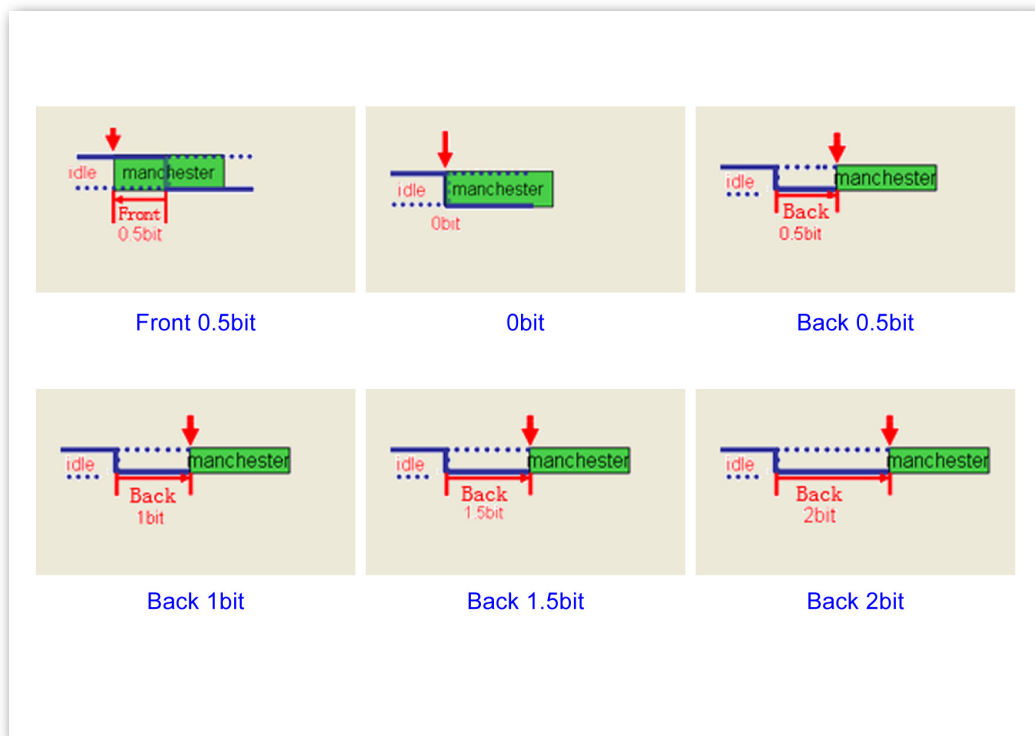 idle
manchester
Front
0.5bit
Front 0.5bit
idle
manchester
0bit
0bit
idle
manchester
Back
0.5bit
Back 0.5bit
idle
manchester
Back
1bit
Back 1bit
idle
manchester
Back
1.5bit
Back 1.5bit
idle
manchester
Back
2bit
Back 2bit